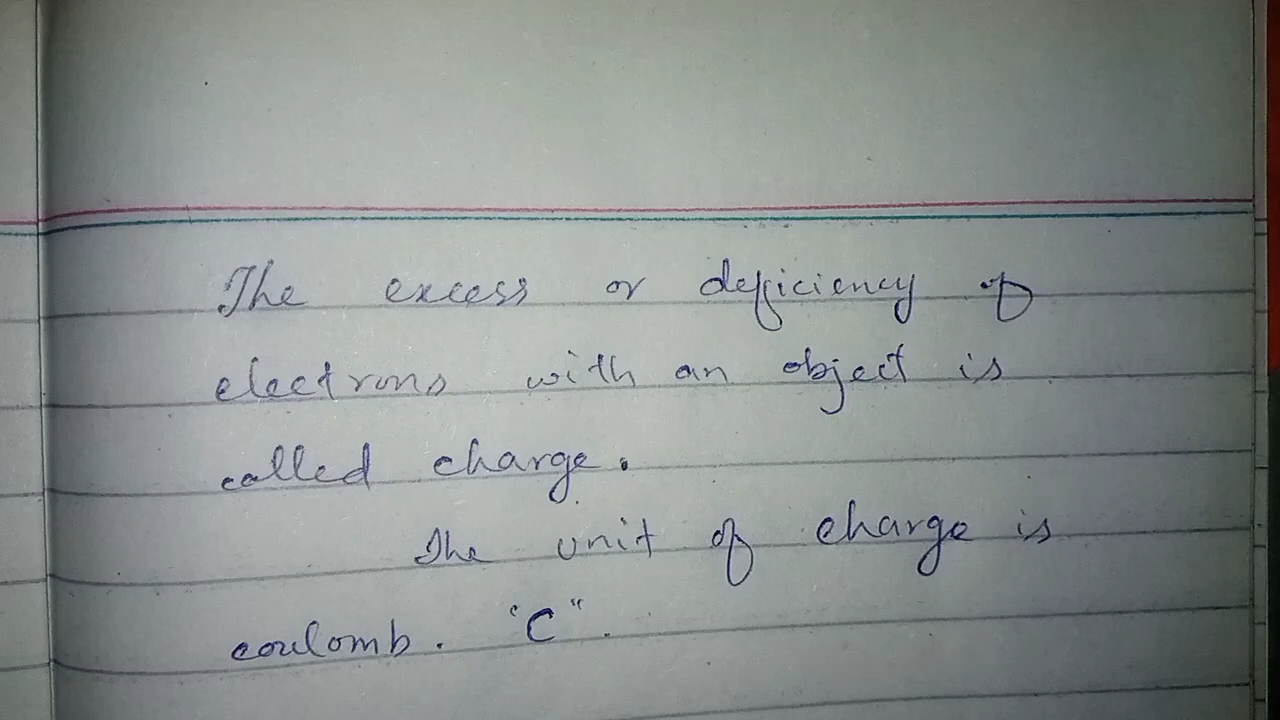 The excess or deficiency of
electrons with an object is
called charge.
The unit of charge is
coulomb. "C".